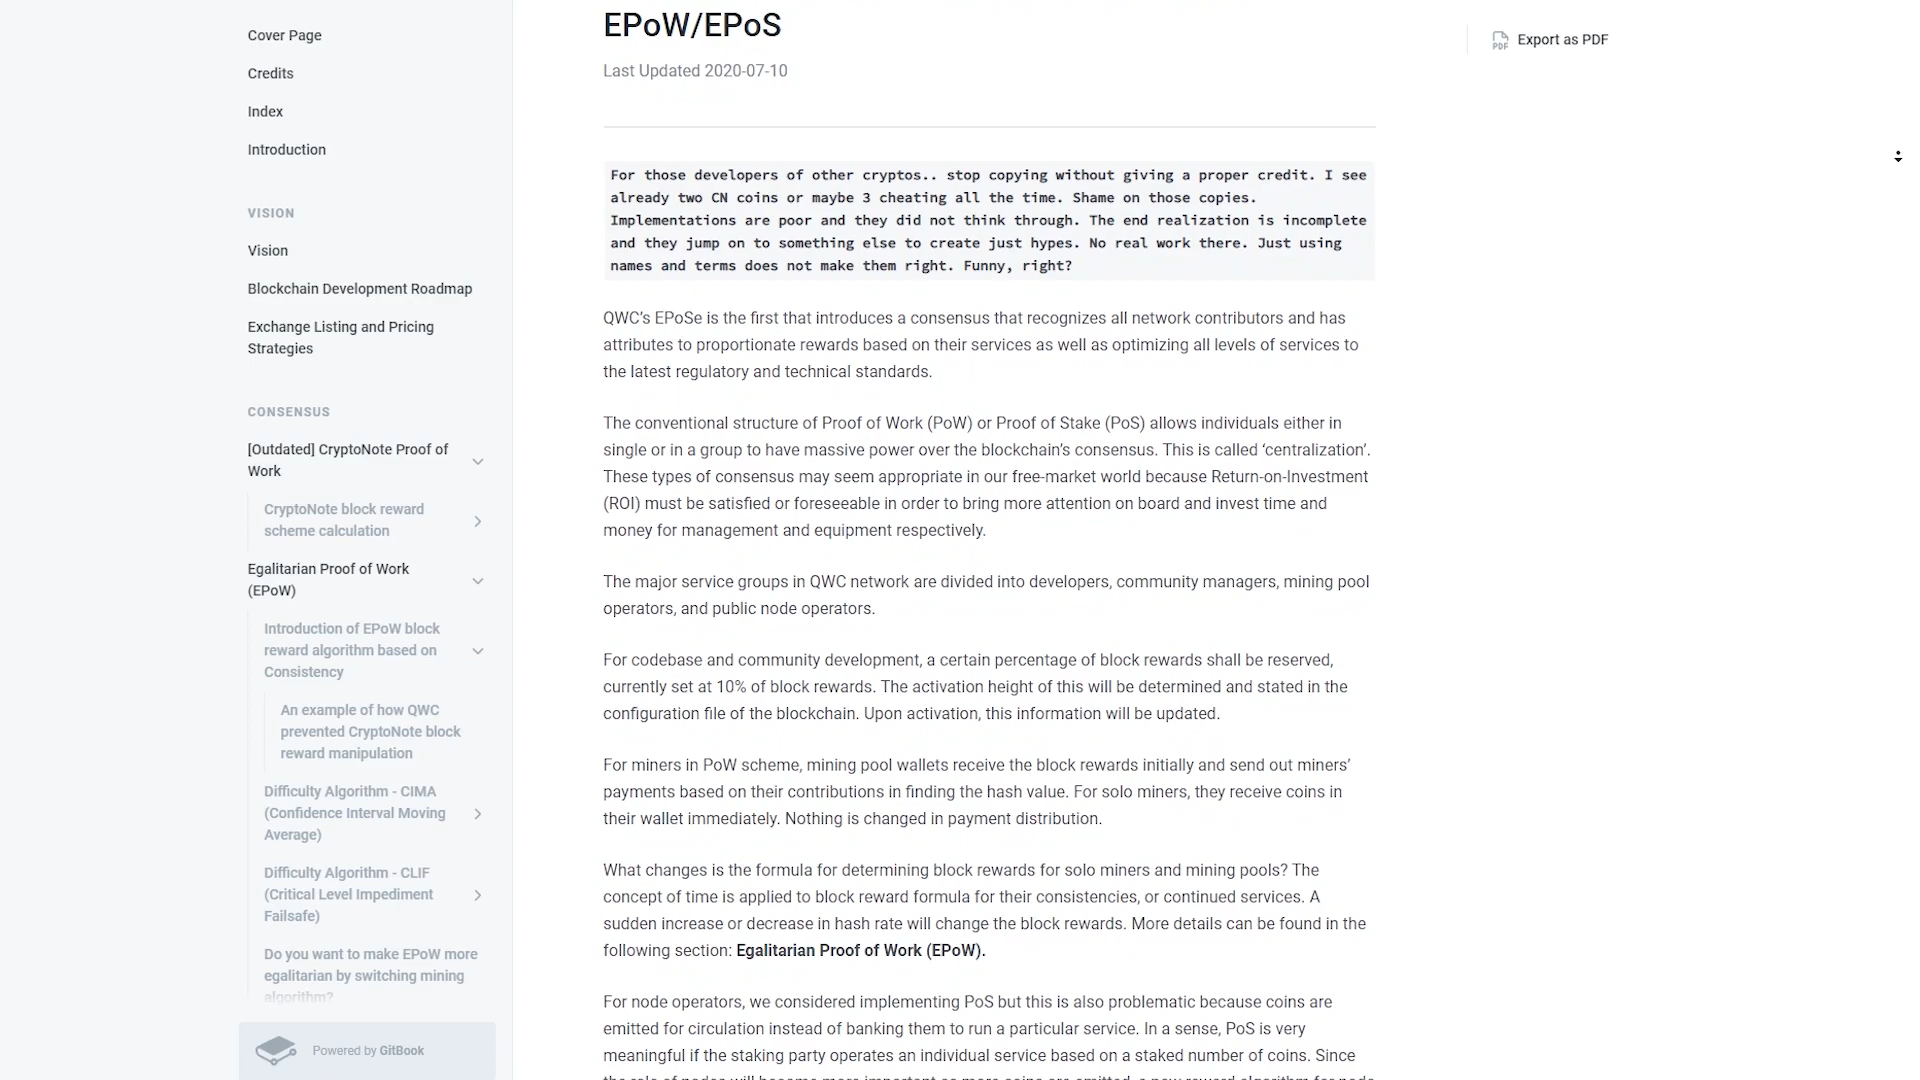 Cover Page
Credits
Index
Introduction
VISION
Vision
Blockchain Development Roadmap
Exchange Listing and Pricing
Strategies
CONSENSUS
[Outdated] CryptoNote Proof of
Work
CryptoNote block reward
scheme calculation
Egalitarian Proof of Work
(EPoW)
Introduction of EPoW block
reward algorithm based on
Consistency
An example of how QWC
prevented CryptoNote block
reward manipulation
Difficulty Algorithm - CIMA
(Confidence Interval Moving
Average)
Difficulty Algorithm - CLIF
(Critical Level Impediment
Failsafe)
Do you want to make EPoW more
egalitarian by switching mining
algorithm?
Powered by GitBook
EPoW/EPoS
Last Updated 2020-07-10
For those developers of other cryptos.. stop copying without giving a proper credit. I see
already two CN coins or maybe 3 cheating all the time. Shame on those copies.
Implementations are poor and they did not think through. The end realization is incomplete
and they jump on to something else to create just hypes. No real work there. Just using
names and terms does not make them right. Funny, right?
QWC’s EPoSe is the first that introduces a consensus that recognizes all network contributors and has
attributes to proportionate rewards based on their services as well as optimizing all levels of services to
the latest regulatory and technical standards.
The conventional structure of Proof of Work (PoW) or Proof of Stake (PoS) allows individuals either in
single or in a group to have massive power over the blockchain’s consensus. This is called ‘centralization’.
These types of consensus may seem appropriate in our free-market world because Return-on-Investment
(ROI) must be satisfied or foreseeable in order to bring more attention on board and invest time and
money for management and equipment respectively.
The major service groups in QWC network are divided into developers, community managers, mining pool
operators, and public node operators.
For codebase and community development, a certain percentage of block rewards shall be reserved,
currently set at 10% of block rewards. The activation height of this will be determined and stated in the
configuration file of the blockchain. Upon activation, this information will be updated.
For miners in PoW scheme, mining pool wallets receive the block rewards initially and send out miners’
payments based on their contributions in finding the hash value. For solo miners, they receive coins in
their wallet immediately. Nothing is changed in payment distribution.
What changes is the formula for determining block rewards for solo miners and mining pools? The
concept of time is applied to block reward formula for their consistencies, or continued services. A
sudden increase or decrease in hash rate will change the block rewards. More details can be found in the
following section: Egalitarian Proof of Work (EPoW).
For node operators, we considered implementing PoS but this is also problematic because coins are
emitted for circulation instead of banking them to run a particular service. In a sense, PoS is very
meaningful if the staking party operates an individual service based on a staked number of coins. Since
Export as PDF
PDF